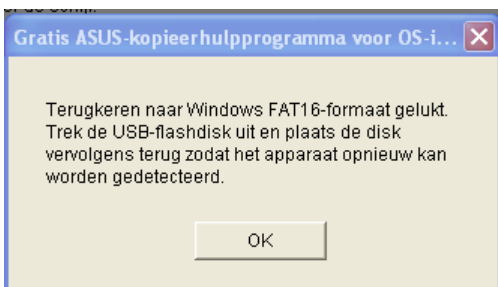 Gratis ASUS-kopieerhulpprogramma voor OS-i...
Terugkeren naar Windows FAT16-formaat gelukt.
Trek de USB-flashdisk uit en plaats de disk
vervolgens terug zodat het apparaat opnieuw kan
worden gedetecteerd.
OK